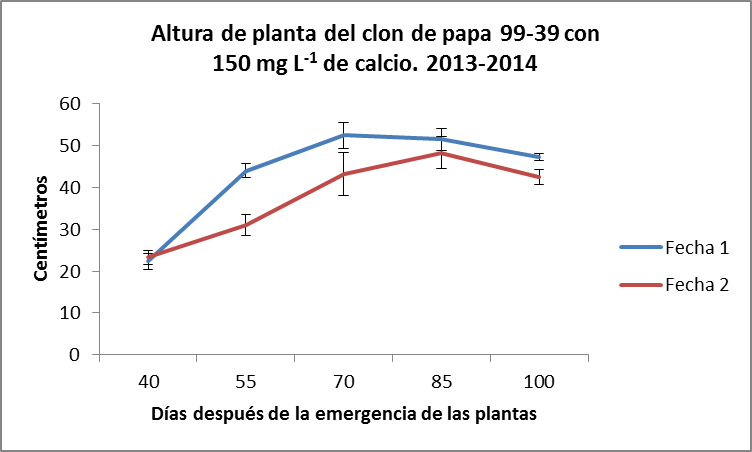 Altura de planta del clon de papa 99-39 con
150 mg L⁻¹ de calcio. 2013-2014
60
50
40
30
20
10
0
Centímetros
40 55 70 85 100
Días después de la emergencia de las plantas
Fecha 1
Fecha 2